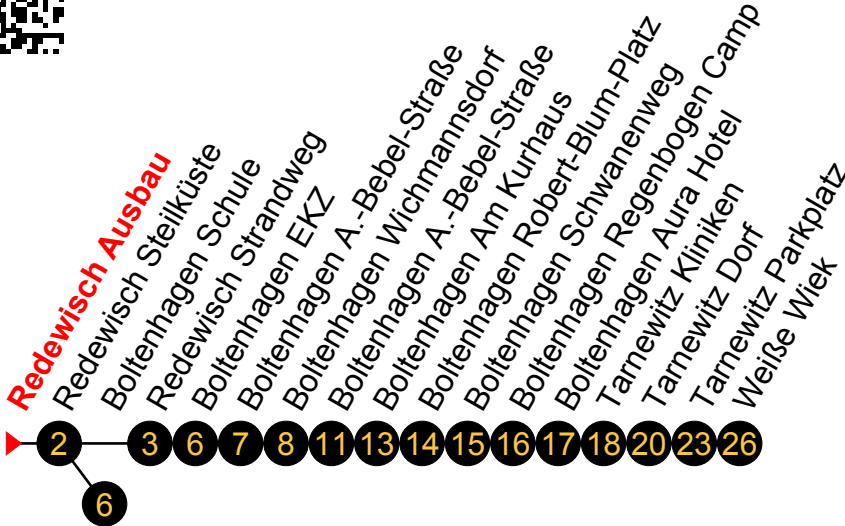 Redewisch Ausbau
Redewisch Steilküste
Boltenhagen Schule
Redewisch Strandweg
Boltenhagen EKZ
Boltenhagen A.-Bebel-Straße
Boltenhagen Wichmannsdorf
Boltenhagen A.-Bebel-Straße
Boltenhagen Am Kurhaus
Boltenhagen Robert-Blum-Platz
Boltenhagen Schwanenweg
Boltenhagen Regenbogen Camp
Boltenhagen Aura Hotel
Tarnewitz Kliniken
Tarnewitz Dorf
Tarnewitz Parkplatz
Weiße Wiek
2 3 6 7 8 11 13 14 15 16 17 18 20 23 26
6